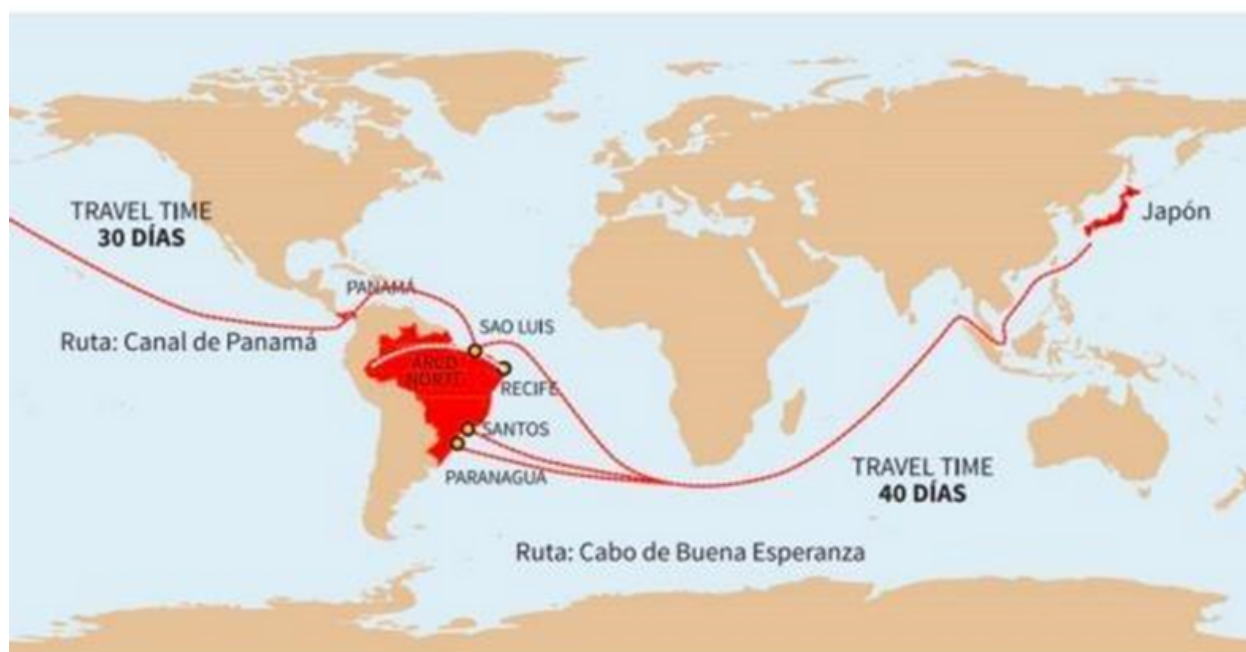 TRAVEL TIME
30 DÍAS
Japón
PANAMÁ
Ruta: Canal de Panamá
SAO LUIS
ARCO
NORTE
RECIFE
SANTOS
PARANAGUÁ
TRAVEL TIME
40 DÍAS
Ruta: Cabo de Buena Esperanza